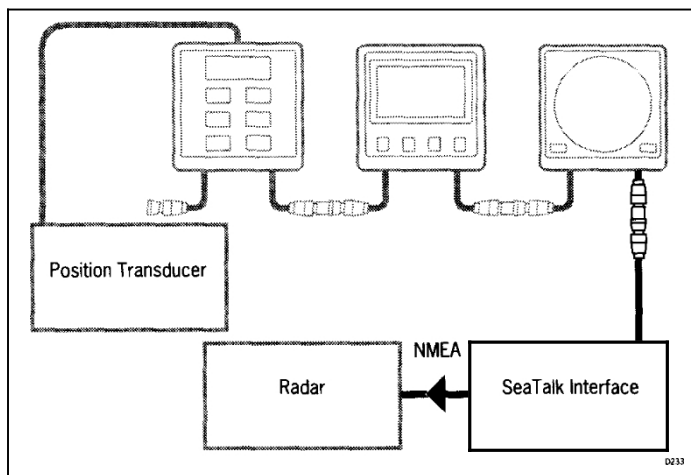 Position Transducer
NMEA
Radar
SeaTalk Interface
D233